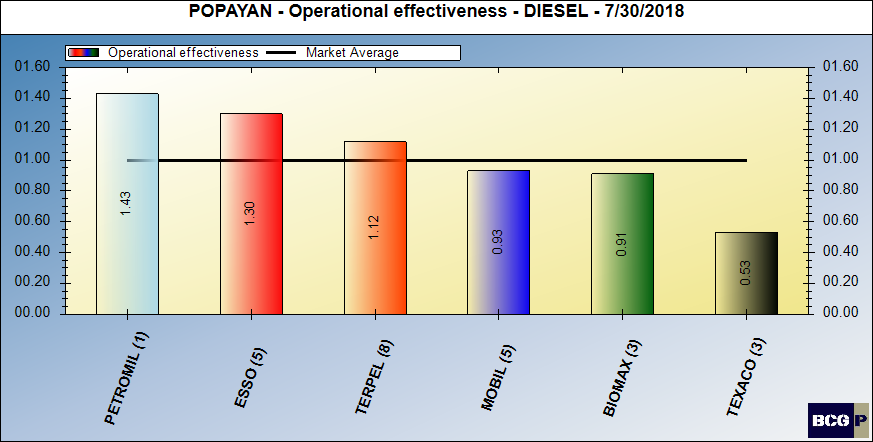 POPAYAN - Operational effectiveness - DIESEL - 7/30/2018
Operational effectiveness Market Average
01.60 01.60
01.40 01.40
01.20 01.20
01.00 01.00
00.80 00.80
00.60 00.60
00.40 00.40
00.20 00.20
00.00 00.00
1.43 1.30 1.12 0.93 0.91 0.53
PETROMIL (1)
ESSO (5)
TERPEL (8)
MOBIL (5)
BIOMAX (3)
TEXACO (3)
BCG P